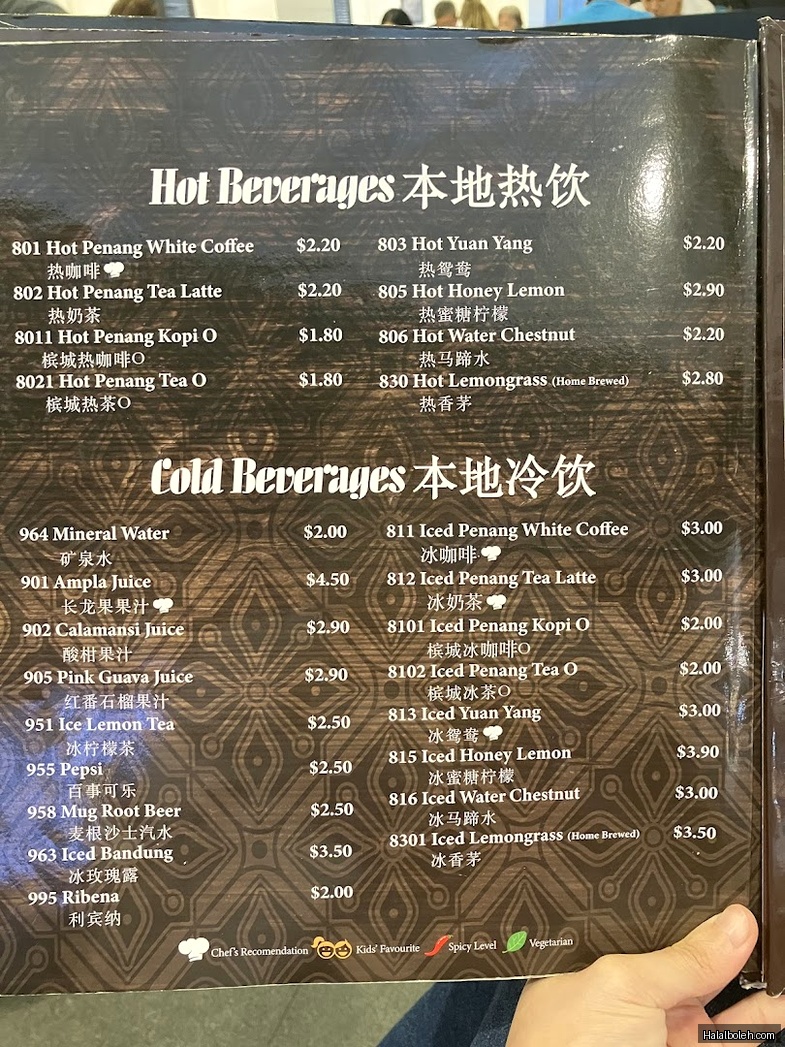 Hot Beverages 本地热饮
801 Hot Penang White Coffee $2.20
热咖啡
802 Hot Penang Tea Latte $2.20
热奶茶
8011 Hot Penang Kopi O $1.80
槟城热咖啡O
8021 Hot Penang Tea O $1.80
槟城热茶O
803 Hot Yuan Yang $2.20
热鸳鸯
805 Hot Honey Lemon $2.90
热蜜糖柠檬
806 Hot Water Chestnut $2.20
热马蹄水
830 Hot Lemongrass (Home Brewed) $2.80
热香茅
Cold Beverages 本地冷饮
964 Mineral Water $2.00
矿泉水
901 Ampla Juice $4.50
长龙果果汁
902 Calamansi Juice $2.90
酸柑果汁
905 Pink Guava Juice $2.90
红番石榴果汁
951 Ice Lemon Tea $2.50
冰柠檬茶
955 Pepsi $2.50
百事可乐
958 Mug Root Beer $2.50
麦根沙士汽水
963 Iced Bandung $3.50
冰玫瑰露
995 Ribena $2.00
利宾纳
811 Iced Penang White Coffee $3.00
冰咖啡
812 Iced Penang Tea Latte $3.00
冰奶茶
8101 Iced Penang Kopi O $2.00
槟城冰咖啡O
8102 Iced Penang Tea O $2.00
槟城冰茶O
813 Iced Yuan Yang $3.00
冰鸳鸯
815 Iced Honey Lemon $3.90
冰蜜糖柠檬
816 Iced Water Chestnut $3.00
冰马蹄水
8301 Iced Lemongrass (Home Brewed) $3.50
冰香茅
Chef's Recomendation Kids' Favourite Spicy Level Vegetarian
Halalboleh.com